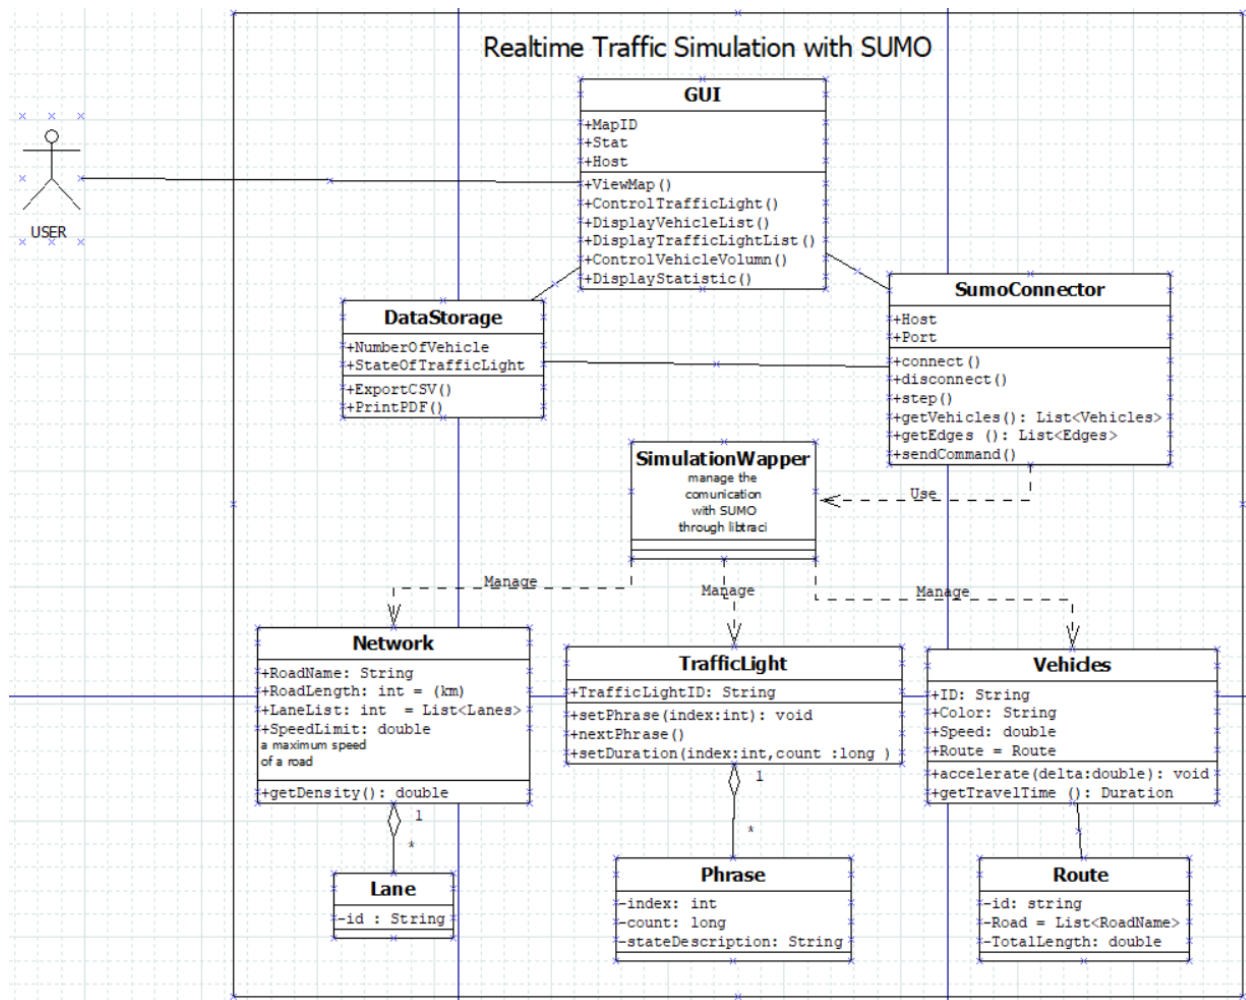 Realtime Traffic Simulation with SUMO
GUI
+MapID
+Stat
+Host
+ViewMap()
+ControlTrafficLight()
+DisplayVehicleList()
+DisplayTrafficLightList()
+ControlVehicleVolumn()
+DisplayStatistic()
USER
DataStorage
+NumberOfVehicle
+StateOfTrafficLight
+ExportCSV()
+PrintPDF()
SumoConnector
+Host
+Port
+connect()
+disconnect()
+step()
+getVehicles(): List<Vehicles>
+getEdges (): List<Edges>
+sendCommand()
SimulationWapper
manage the
comunication
with SUMO
through libtraci
Use
Manage
Manage
Manage
Network
+RoadName: String
+RoadLength: int = (km)
+LaneList: int  = List<Lanes>
+SpeedLimit: double
a maximum speed
of a road
+getDensity(): double
1
*
Lane
-id : String
TrafficLight
+TrafficLightID: String
+setPhrase(index:int): void
+nextPhrase()
+setDuration(index:int,count :long )
1
*
Phrase
-index: int
-count: long
-stateDescription: String
Vehicles
+ID: String
+Color: String
+Speed: double
+Route = Route
+accelerate(delta:double): void
+getTravelTime (): Duration
Route
-id: string
-Road = List<RoadName>
-TotalLength: double